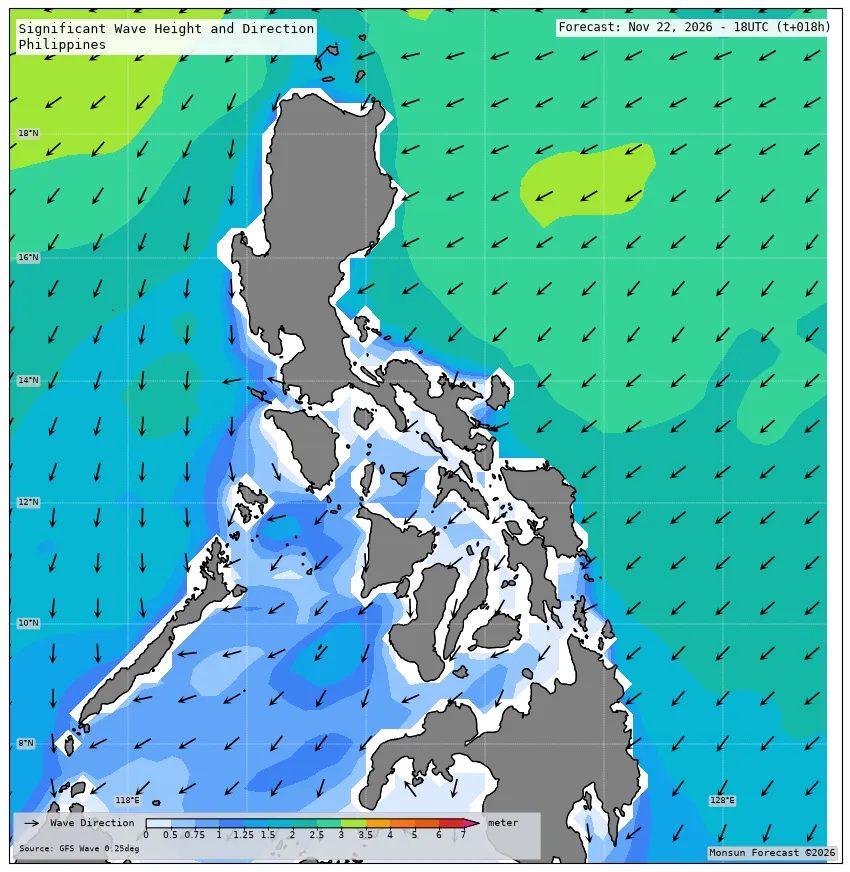 Significant Wave Height and Direction
Philippines
Forecast: Nov 22, 2026 - 18UTC (t+018h)
18°N
16°N
14°N
12°N
10°N
8°N
118°E
128°E
Wave Direction
meter
0 0.5 0.75 1 1.25 1.5 2 2.5 3 3.5 4 5 6 7
Source: GFS Wave 0.25deg
Monsun Forecast ©2026